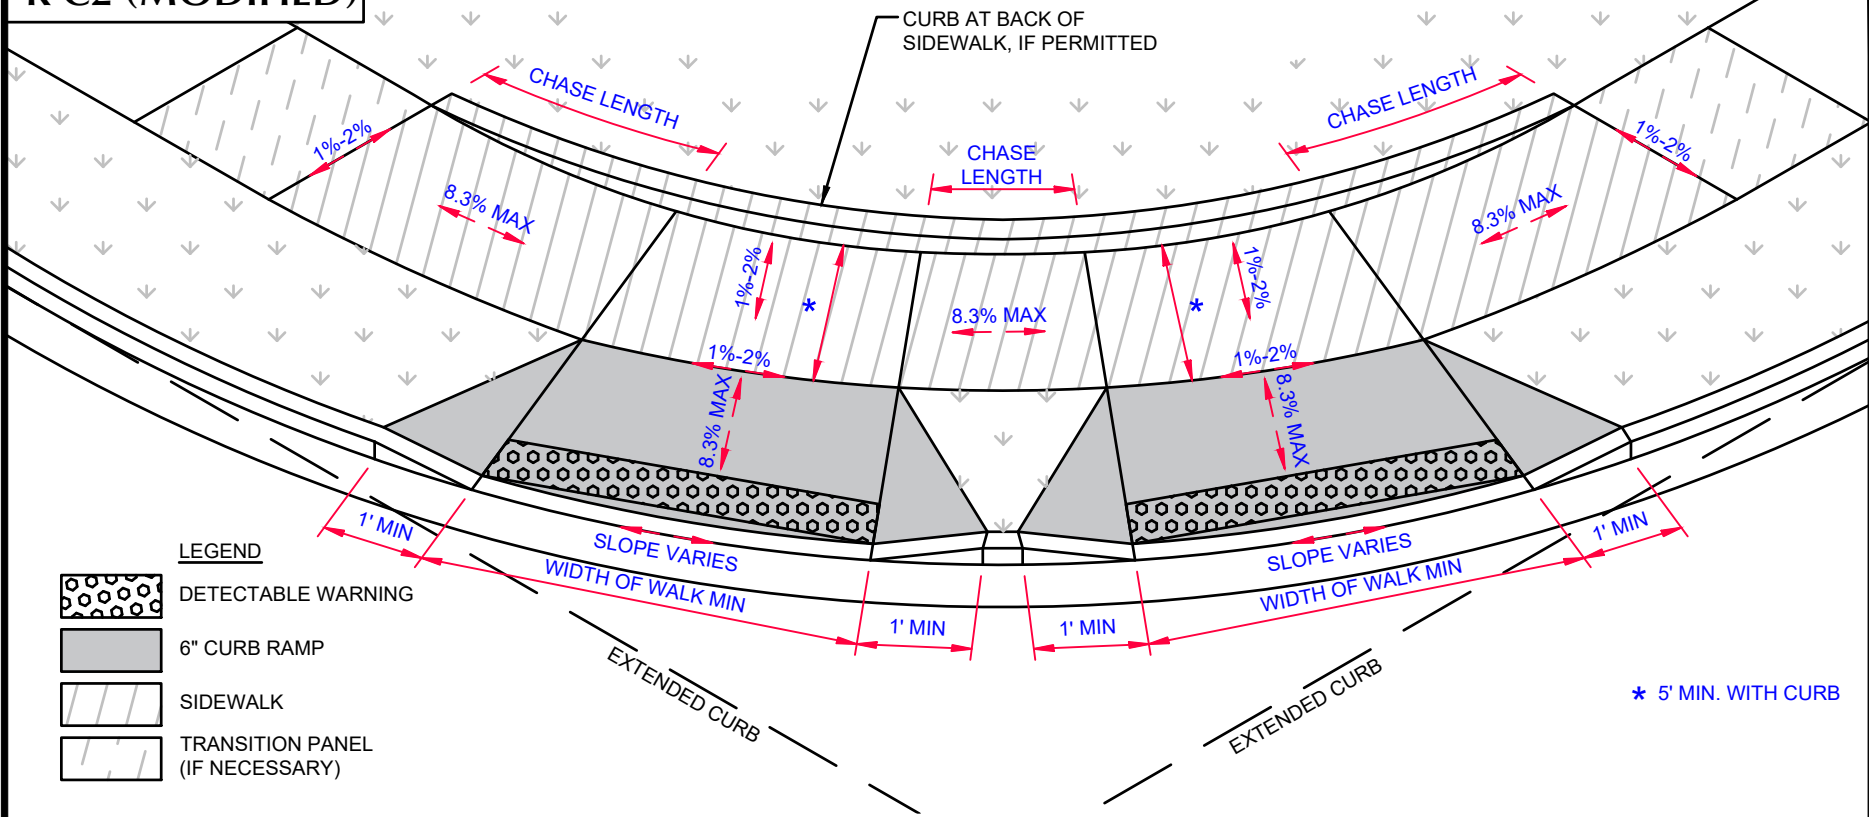 (MODIFIED)
CURB AT BACK OF
SIDEWALK, IF PERMITTED
CHASE LENGTH
CHASE LENGTH
CHASE
LENGTH
1%-2%
1%-2%
8.3% MAX
8.3% MAX
1%-2%
*
8.3% MAX
*
1%-2%
1%-2%
1%-2%
8.3% MAX
8.3% MAX
1' MIN
SLOPE VARIES
SLOPE VARIES
1' MIN
WIDTH OF WALK MIN
WIDTH OF WALK MIN
1' MIN
1' MIN
EXTENDED CURB
EXTENDED CURB
LEGEND
DETECTABLE WARNING
6" CURB RAMP
SIDEWALK
TRANSITION PANEL
(IF NECESSARY)
* 5' MIN. WITH CURB